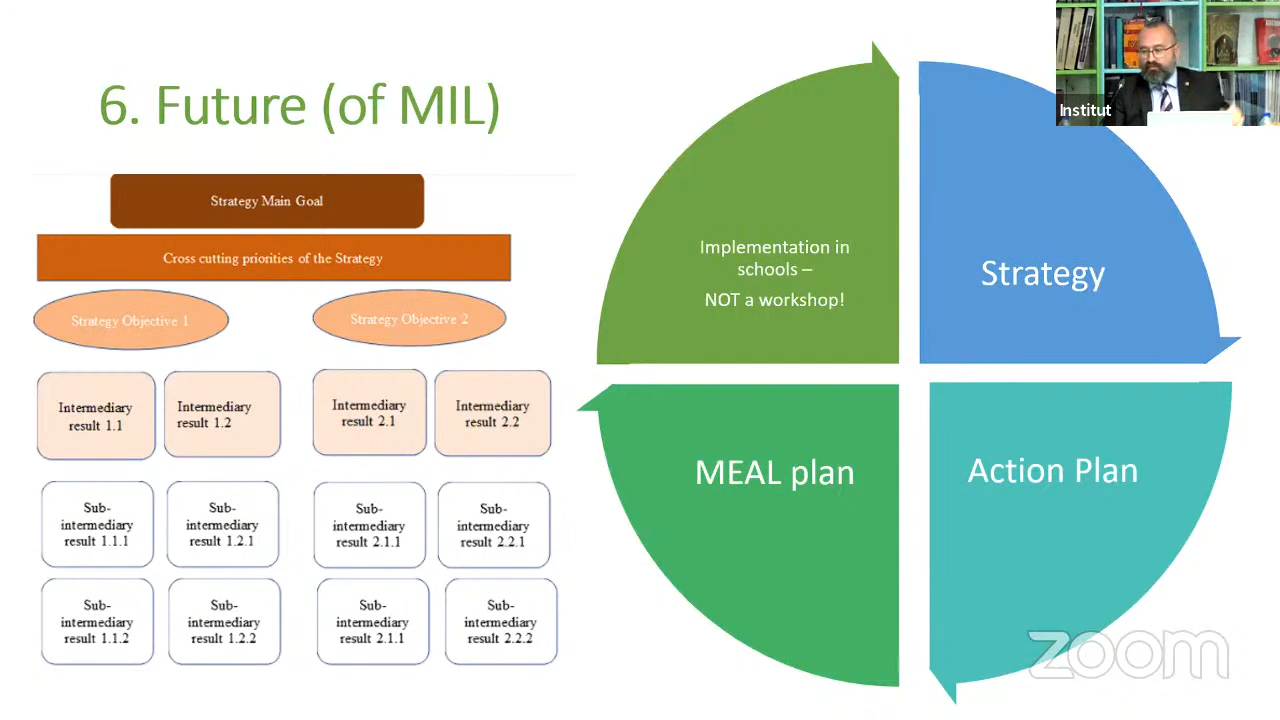 6. Future (of MIL)
Strategy Main Goal
Cross cutting priorities of the Strategy
Strategy Objective 1
Strategy Objective 2
Intermediary
result 1.1
Intermediary
result 1.2
Intermediary
result 2.1
Intermediary
result 2.2
Sub-
intermediary
result 1.1.1
Sub-
intermediary
result 1.2.1
Sub-
intermediary
result 2.1.1
Sub-
intermediary
result 2.2.1
Sub-
intermediary
result 1.1.2
Sub-
intermediary
result 1.2.2
Sub-
intermediary
result 2.1.1
Sub-
intermediary
result 2.2.2
Implementation in
schools –
NOT a workshop!
Strategy
MEAL plan
Action Plan
Institut
zoom